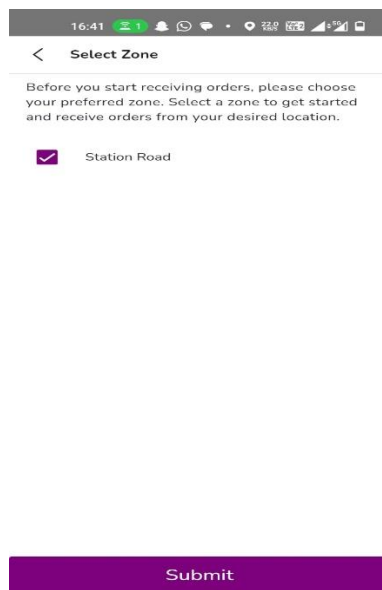 16:41 1
Select Zone
Before you start receiving orders, please choose
your preferred zone. Select a zone to get started
and receive orders from your desired location.
Station Road
Submit